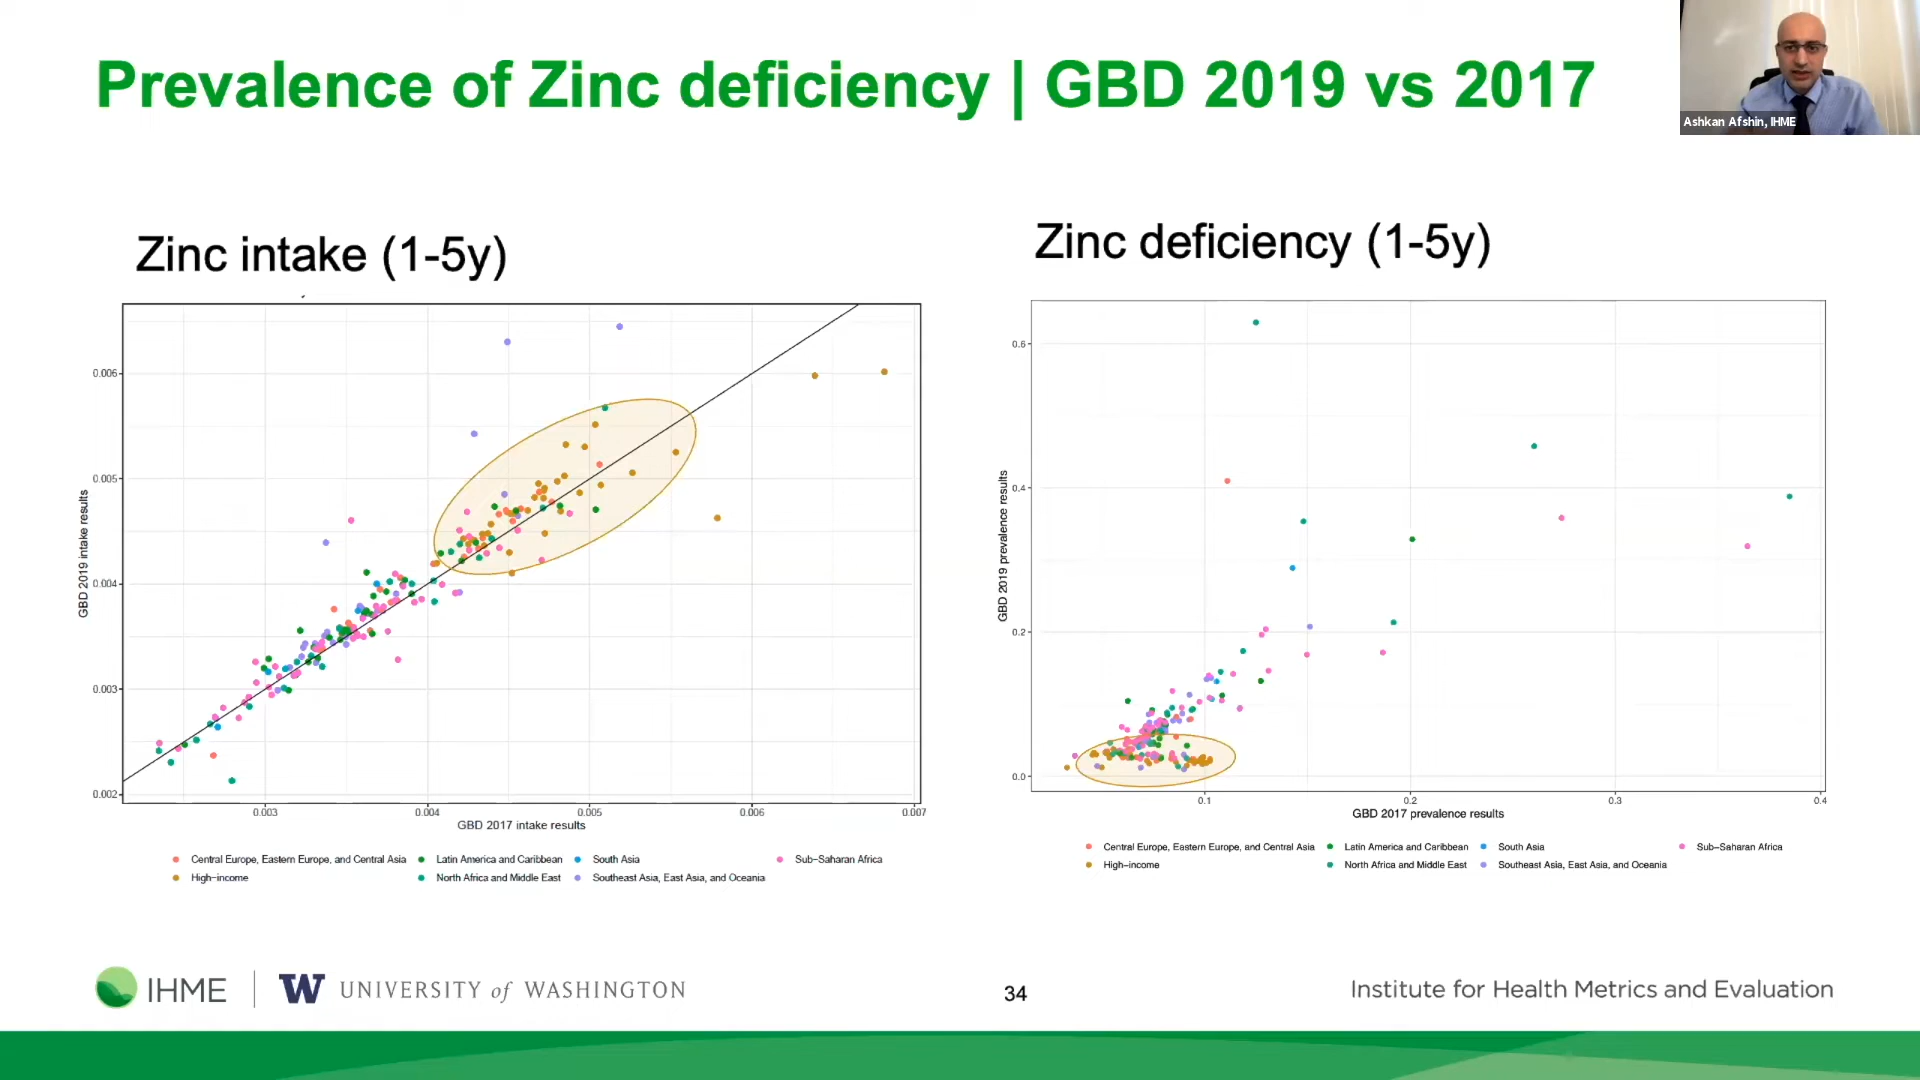 Prevalence of Zinc deficiency | GBD 2019 vs 2017
Ashkan Afshin, IHME
Zinc intake (1-5y)
GBD 2019 intake results
0.006
0.005
0.004
0.003
0.002
0.003
0.004
0.005
0.006
0.007
GBD 2017 intake results
Central Europe, Eastern Europe, and Central Asia
Latin America and Caribbean
South Asia
Sub-Saharan Africa
High-income
North Africa and Middle East
Southeast Asia, East Asia, and Oceania
Zinc deficiency (1-5y)
GBD 2019 prevalence results
0.6
0.4
0.2
0.0
0.1
0.2
0.3
0.4
GBD 2017 prevalence results
Central Europe, Eastern Europe, and Central Asia
Latin America and Caribbean
South Asia
Sub-Saharan Africa
High-income
North Africa and Middle East
Southeast Asia, East Asia, and Oceania
IHME
W UNIVERSITY of WASHINGTON
34
Institute for Health Metrics and Evaluation